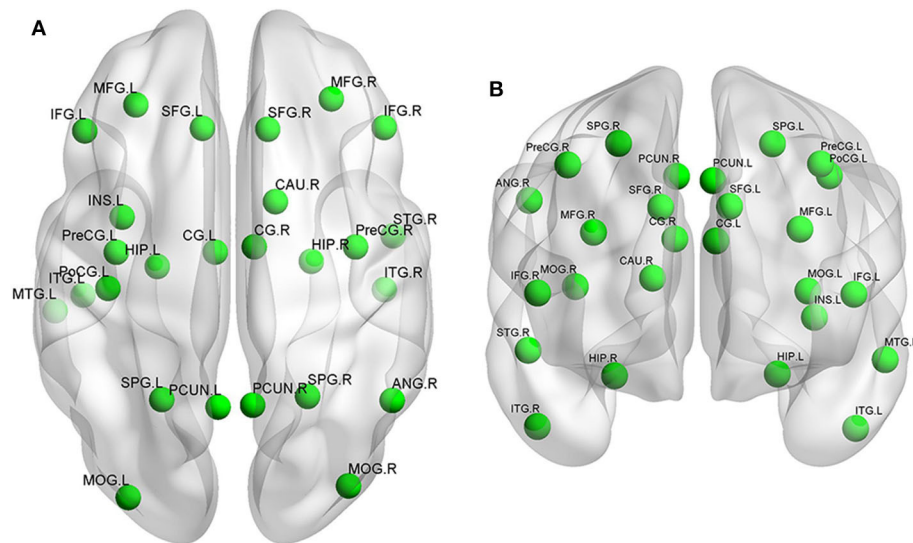 A
MFG.L
MFG.R
IFG.L
SFG.L
SFG.R
IFG.R
CAU.R
INS.L
STG.R
PreCG.L
HIP.L
CG.L
CG.R
HIP.R
PreCG.R
PoCG.L
ITG.L
ITG.R
MTG.L
SPG.L
PCUN.L
PCUN.R
SPG.R
ANG.R
MOG.L
MOG.R
B
SPG.R
SPG.L
PreCG.R
PCUN.R
PCUN.L
PreCG.L
PoCG.L
ANG.R
SFG.R
SFG.L
MFG.R
CG.R
CG.L
MFG.L
IFG.R
MOG.R
CAU.R
MOG.L
IFG.L
INS.L
STG.R
HIP.R
HIP.L
MTG.L
ITG.R
ITG.L